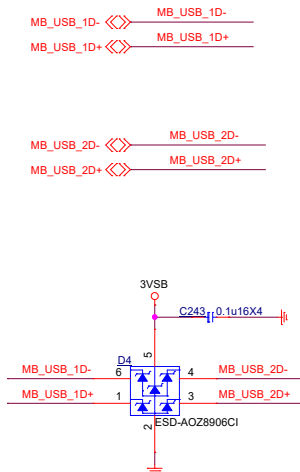 MB_USB_1D- MB_USB_1D-
MB_USB_1D+ MB_USB_1D+
MB_USB_2D- MB_USB_2D-
MB_USB_2D+ MB_USB_2D+
3VSB
C243 0.1u16X4
D4 5
MB_USB_1D- 6 4 MB_USB_2D-
MB_USB_1D+ 1 3 MB_USB_2D+
2 ESD-AOZ8906CI